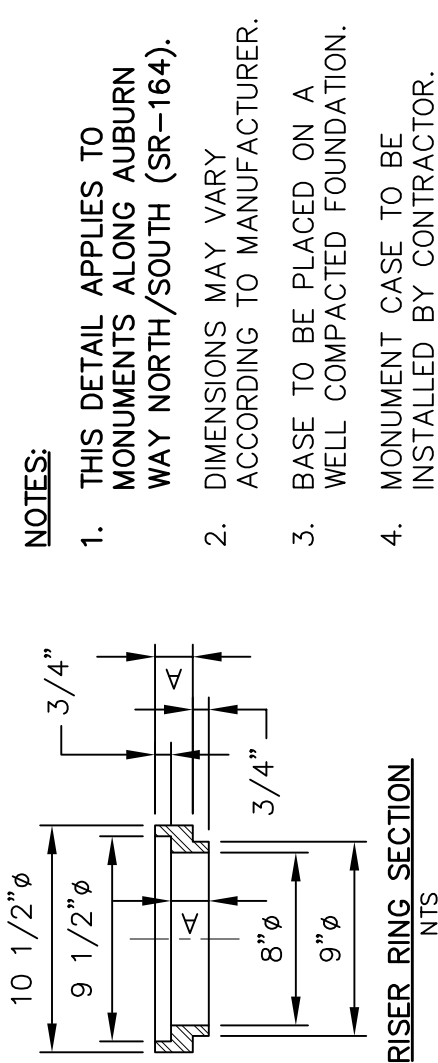 NOTES:
1. THIS DETAIL APPLIES TO
MONUMENTS ALONG AUBURN
WAY NORTH/SOUTH (SR-164).
2. DIMENSIONS MAY VARY
ACCORDING TO MANUFACTURER.
3. BASE TO BE PLACED ON A
WELL COMPACTED FOUNDATION.
4. MONUMENT CASE TO BE
INSTALLED BY CONTRACTOR.
10 1/2"ø
9 1/2"ø
3/4"
A
A
3/4"
8"ø
9"ø
RISER RING SECTION
NTS